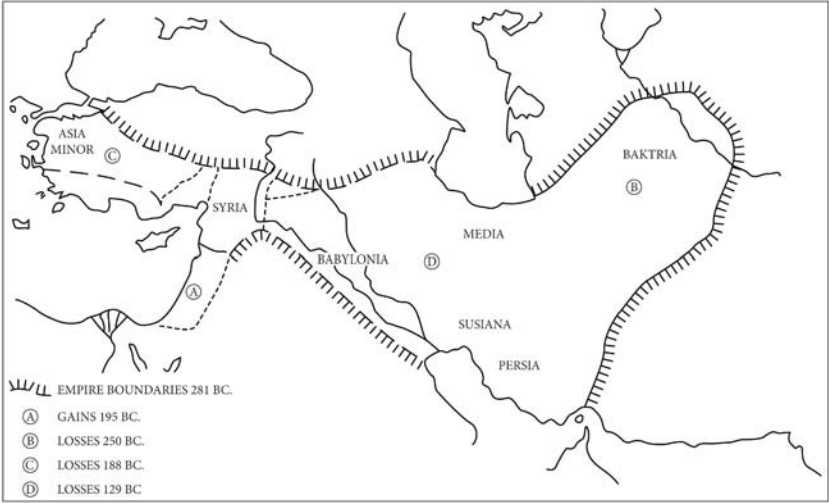 ASIA
MINOR
Ⓒ
BAKTRIA
Ⓑ
SYRIA
MEDIA
BABYLONIA
Ⓓ
Ⓐ
SUSIANA
PERSIA
EMPIRE BOUNDARIES 281 BC.
Ⓐ GAINS 195 BC.
Ⓑ LOSSES 250 BC.
Ⓒ LOSSES 188 BC.
Ⓓ LOSSES 129 BC